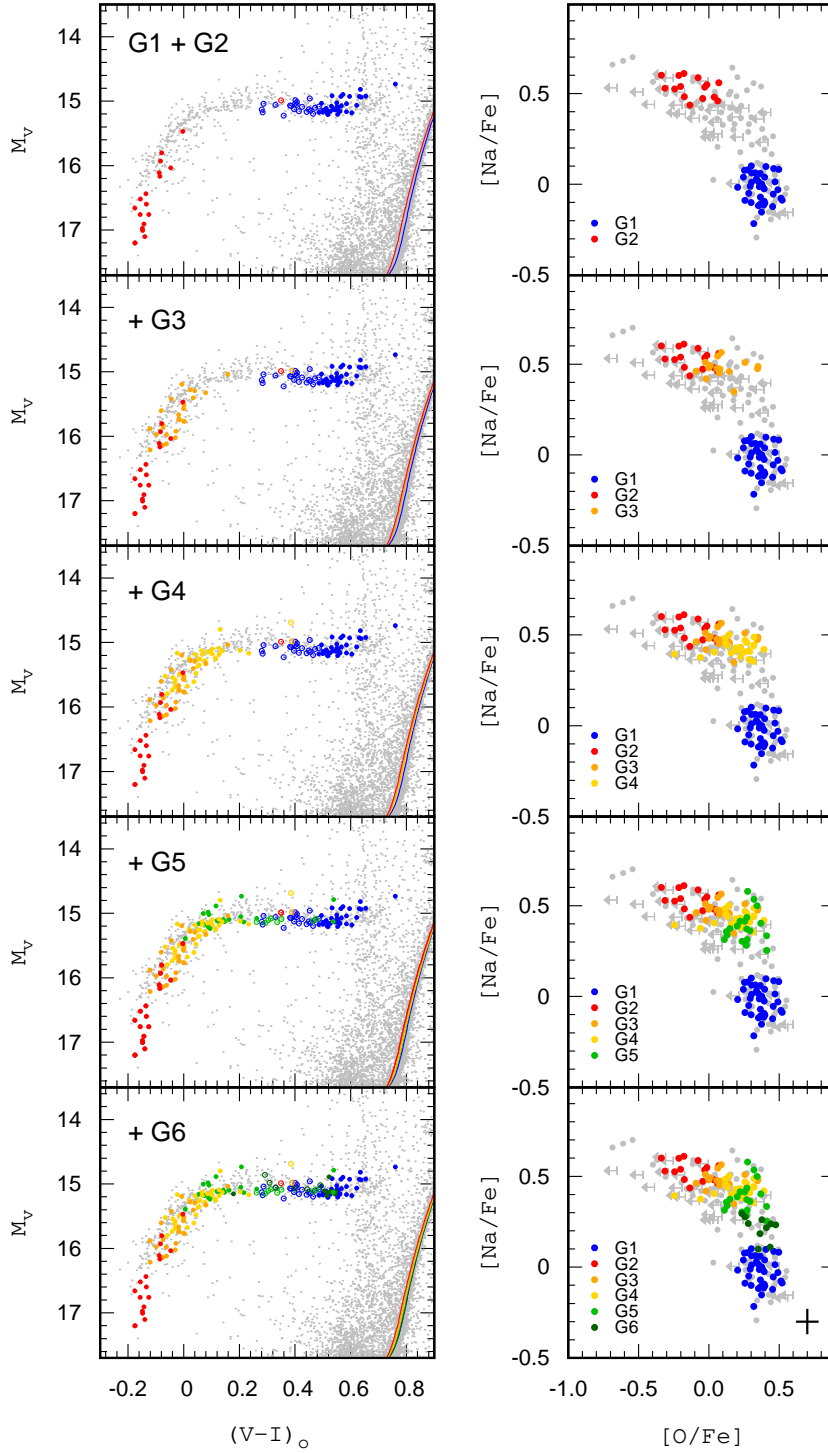 G1 + G2
14
15
16
17
M_V
0.5
0
-0.5
[Na/Fe]
G1
G2
+ G3
14
15
16
17
M_V
0.5
0
-0.5
[Na/Fe]
G1
G2
G3
+ G4
14
15
16
17
M_V
0.5
0
-0.5
[Na/Fe]
G1
G2
G3
G4
+ G5
14
15
16
17
M_V
0.5
0
-0.5
[Na/Fe]
G1
G2
G3
G4
G5
+ G6
14
15
16
17
M_V
0.5
0
-0.5
[Na/Fe]
G1
G2
G3
G4
G5
G6
-0.2 0 0.2 0.4 0.6 0.8
(V-I)_O
-1.0 -0.5 0.0 0.5
[O/Fe]